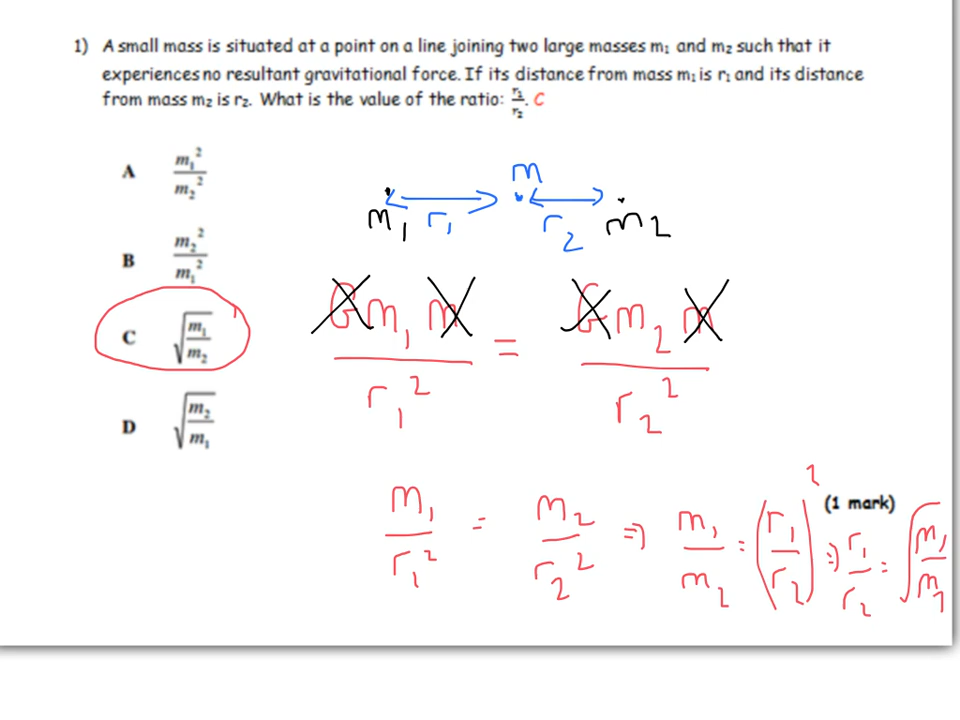 1) A small mass is situated at a point on a line joining two large masses m₁ and m₂ such that it
experiences no resultant gravitational force. If its distance from mass m₁ is r₁ and its distance
from mass m₂ is r₂. What is the value of the ratio: r₁/r₂. C
A m₁²/m₂²
B m₂²/m₁²
C √(m₁/m₂)
D √(m₂/m₁)
m
m₁ r₁ r₂ m₂
Gm₁m/r₁² = Gm₂m/r₂²
(1 mark)
m₁/r₁² = m₂/r₂² ⇒ m₁/m₂ = (r₁/r₂)² ⇒ r₁/r₂ = √(m₁/m₂)